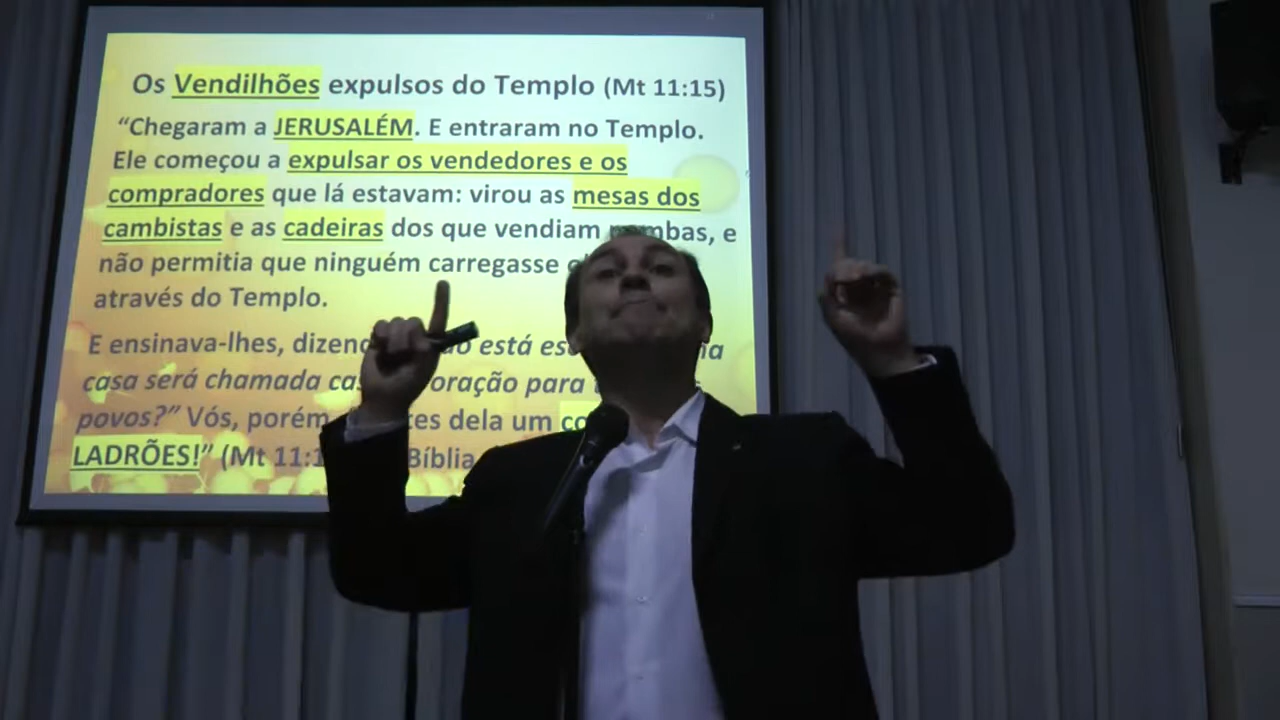 Os Vendilhões expulsos do Templo (Mt 11:15)
“Chegaram a JERUSALÉM. E entraram no Templo.
Ele começou a expulsar os vendedores e os
compradores que lá estavam: virou as mesas dos
cambistas e as cadeiras dos que vendiam e
não permitia que ninguém carregasse
através do Templo.
E ensinava-lhes, está
casa será chamada oração para
povos?” Vós, porém, dela um
LADRÕES!” (Mt Bíblia